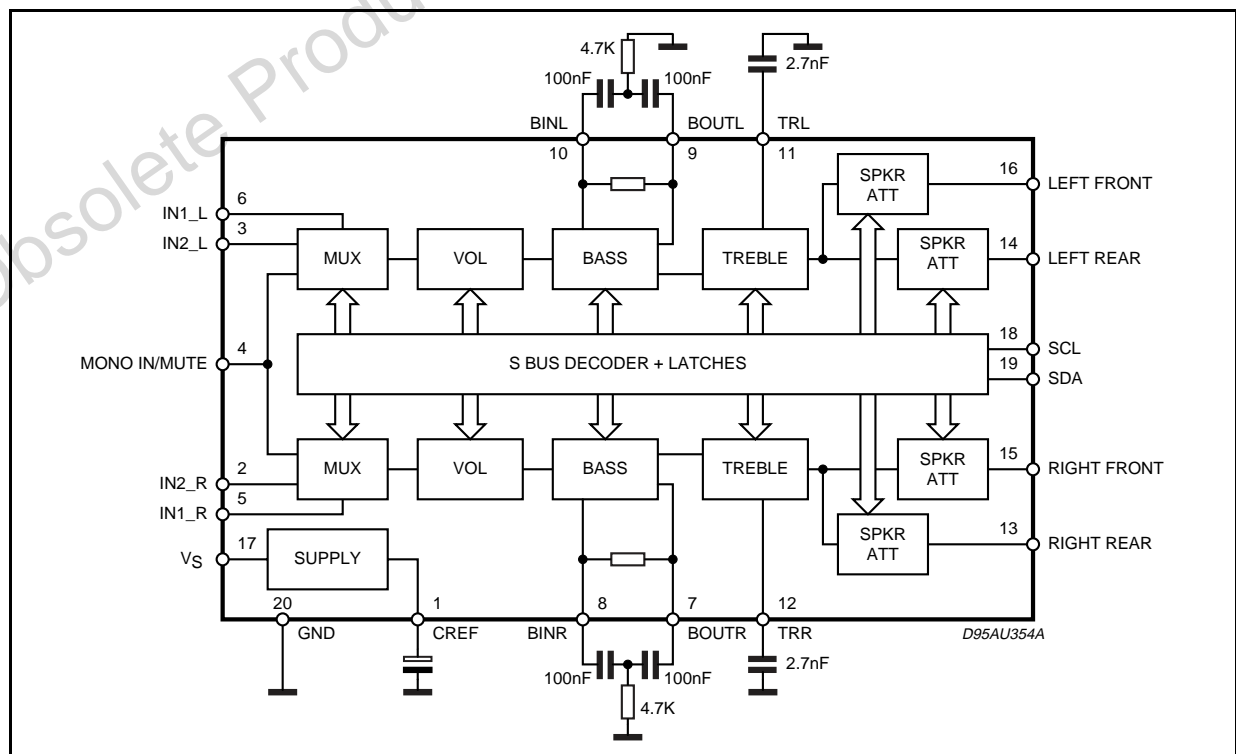 Obsolete Produ
4.7K
100nF
100nF
2.7nF
BINL
BOUTL
TRL
10
9
11
SPKR
ATT
16
LEFT FRONT
6
IN1_L
3
IN2_L
MUX
VOL
BASS
TREBLE
SPKR
ATT
14
LEFT REAR
4
MONO IN/MUTE
S BUS DECODER + LATCHES
18
SCL
19
SDA
MUX
VOL
BASS
TREBLE
SPKR
ATT
15
RIGHT FRONT
2
IN2_R
5
IN1_R
SPKR
ATT
13
RIGHT REAR
17
VS
SUPPLY
20
GND
1
CREF
8
BINR
7
BOUTR
12
TRR
D95AU354A
100nF
100nF
2.7nF
4.7K